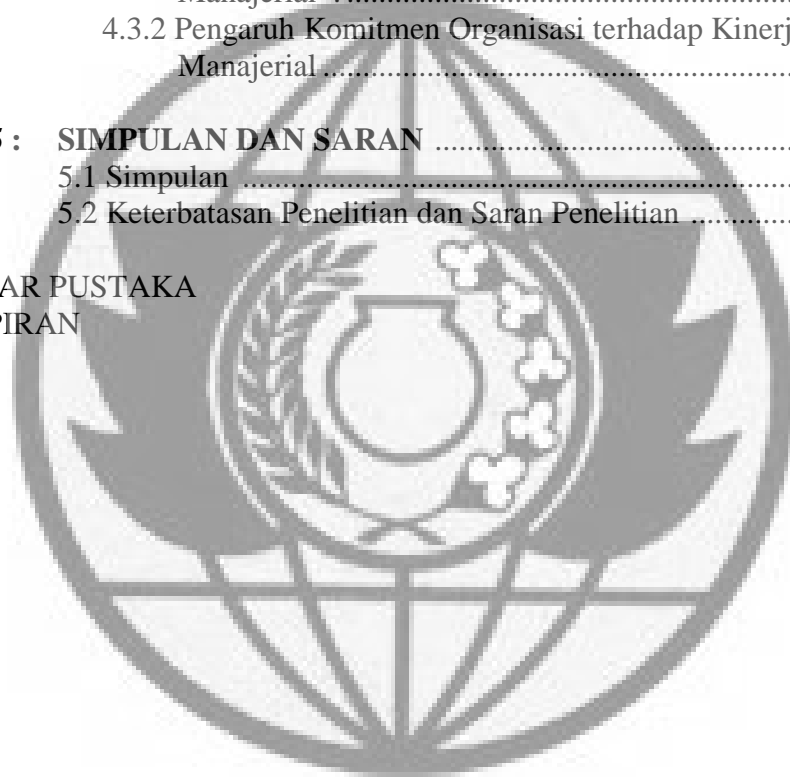 Manajerial .
4.3.2 Pengaruh Komitmen Organisasi terhadap Kinerj
Manajerial ........................................................
: SIMPULAN DAN SARAN ........................................
5.1 Simpulan ........................................................
5.2 Keterbatasan Penelitian dan Saran Penelitian ............
AR PUSTAKA
PIRAN